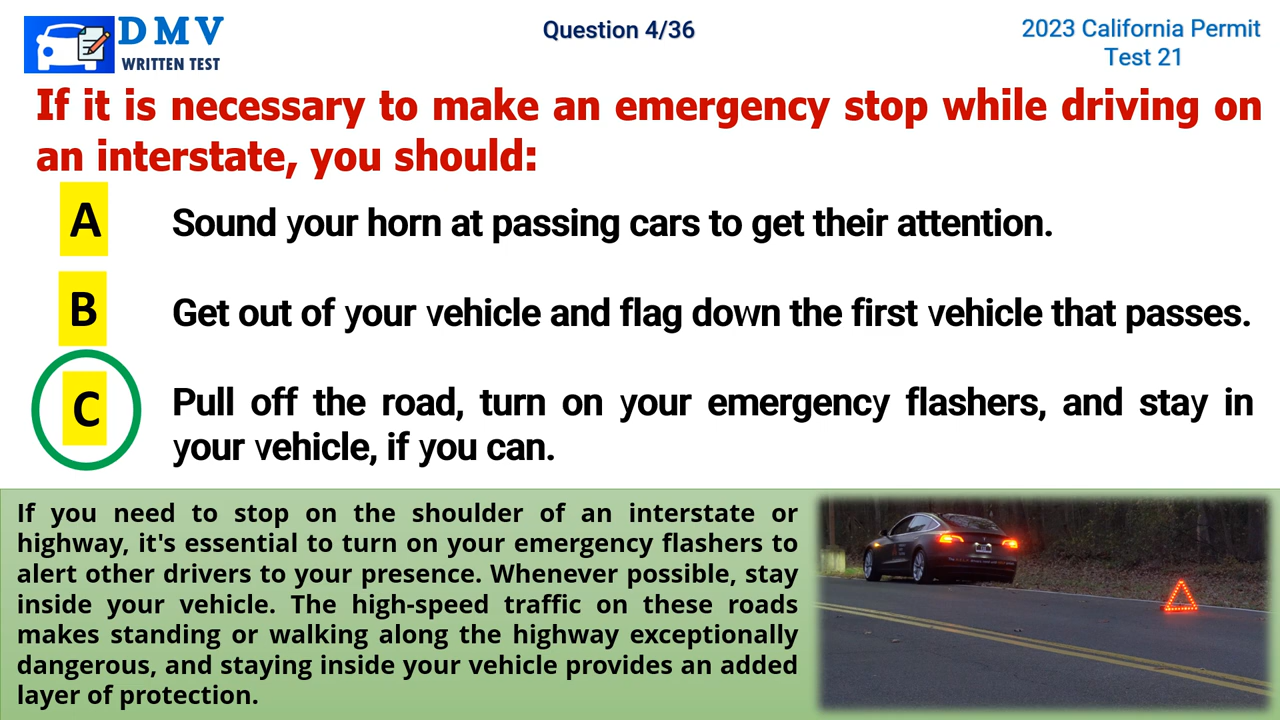 DMV
WRITTEN TEST
Question 4/36
2023 California Permit
Test 21
If it is necessary to make an emergency stop while driving on
an interstate, you should:
A
Sound your horn at passing cars to get their attention.
B
Get out of your vehicle and flag down the first vehicle that passes.
C
Pull off the road, turn on your emergency flashers, and stay in
your vehicle, if you can.
If you need to stop on the shoulder of an interstate or
highway, it's essential to turn on your emergency flashers to
alert other drivers to your presence. Whenever possible, stay
inside your vehicle. The high-speed traffic on these roads
makes standing or walking along the highway exceptionally
dangerous, and staying inside your vehicle provides an added
layer of protection.